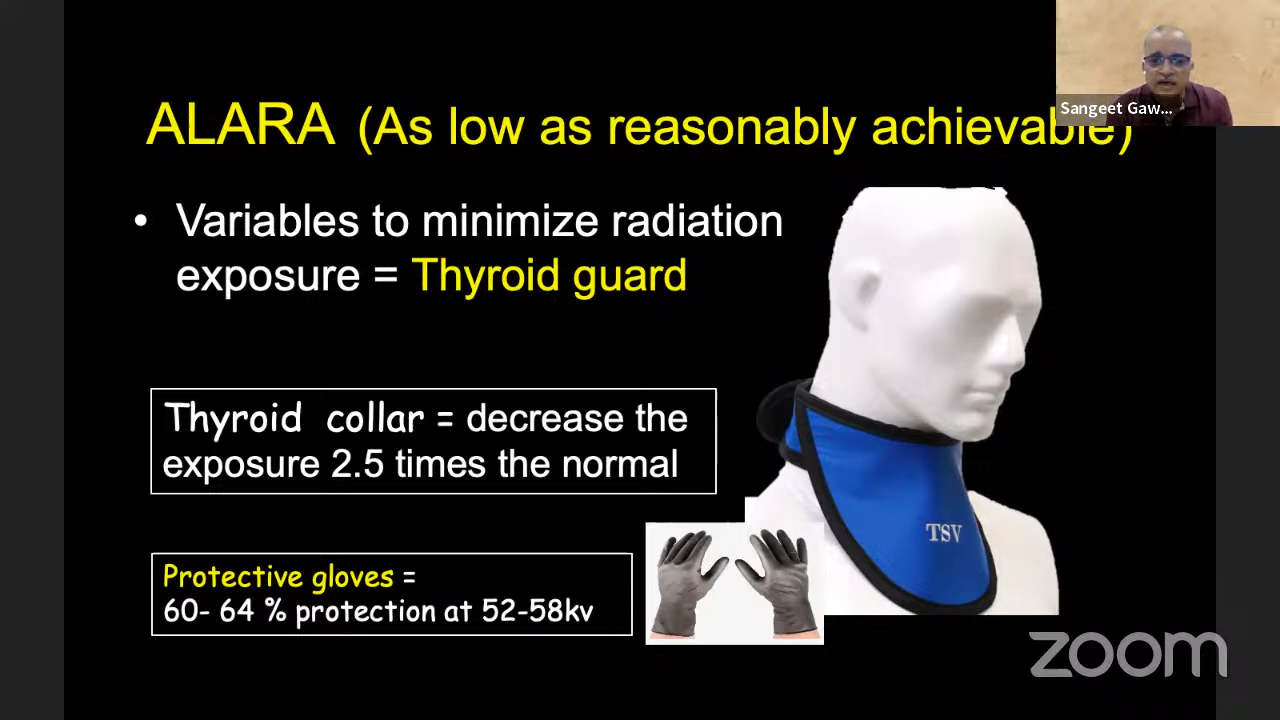 Sangeet Gaw...
ALARA (As low as reasonably achievable)
• Variables to minimize radiation
exposure = Thyroid guard
Thyroid collar = decrease the
exposure 2.5 times the normal
TSV
Protective gloves =
60- 64 % protection at 52-58kv
zoom